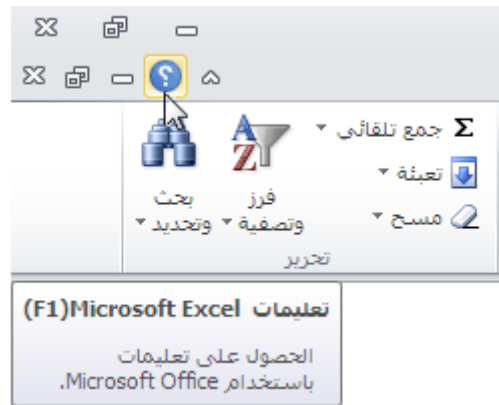 Σ جمع تلقائي
تعبئة
مسح
فرز
وتصفية
بحث
وتحديد
تحرير
تعليمات Microsoft Excel (F1)
الحصول على تعليمات
باستخدام Microsoft Office.